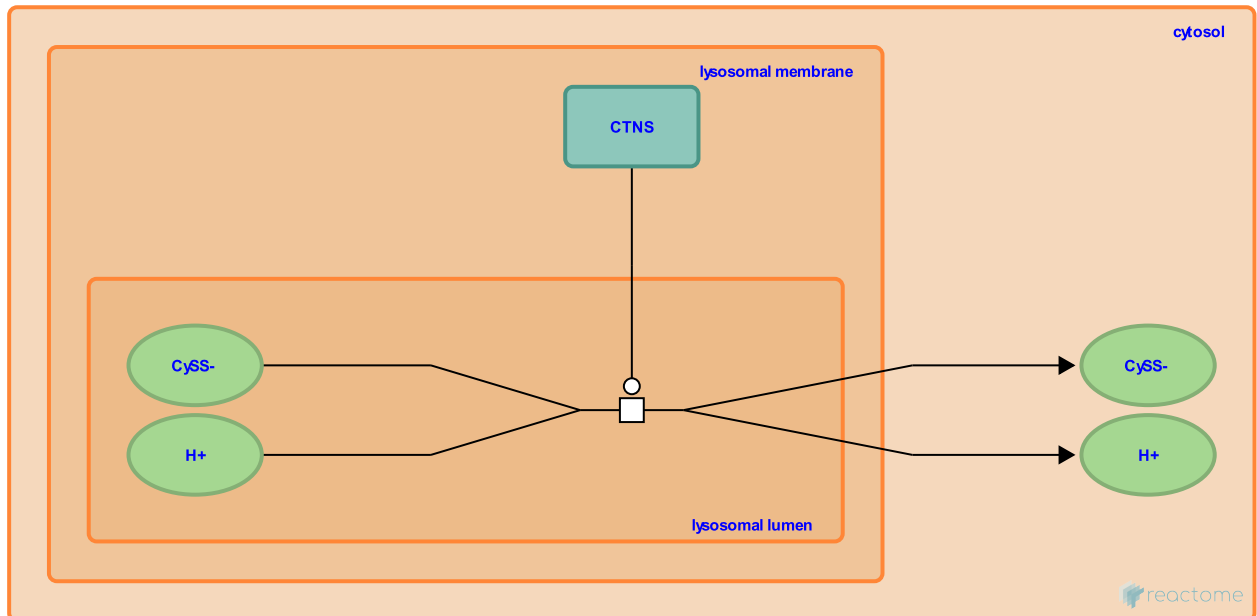 cytosol
lysosomal membrane
CTNS
CySS-
CySS-
H+
H+
lysosomal lumen
reactome